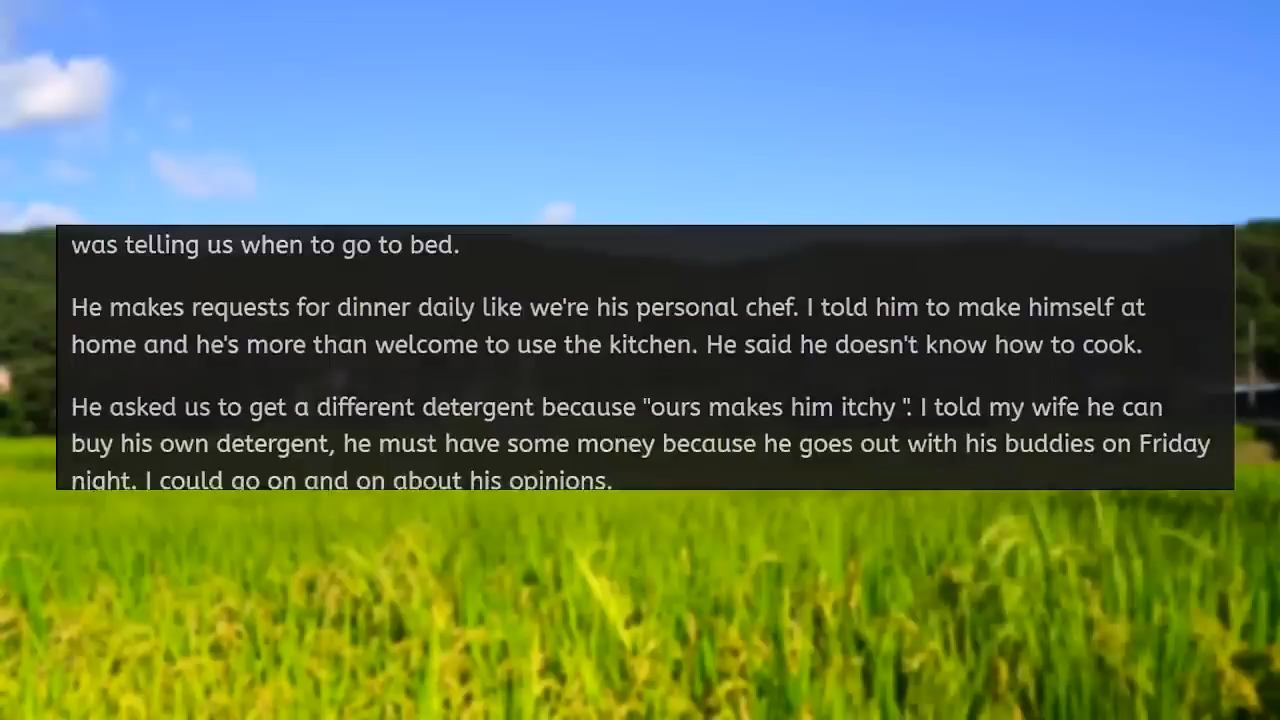 was telling us when to go to bed.
He makes requests for dinner daily like we're his personal chef. I told him to make himself at
home and he's more than welcome to use the kitchen. He said he doesn't know how to cook.
He asked us to get a different detergent because "ours makes him itchy ". I told my wife he can
buy his own detergent, he must have some money because he goes out with his buddies on Friday
night. I could go on and on about his opinions.